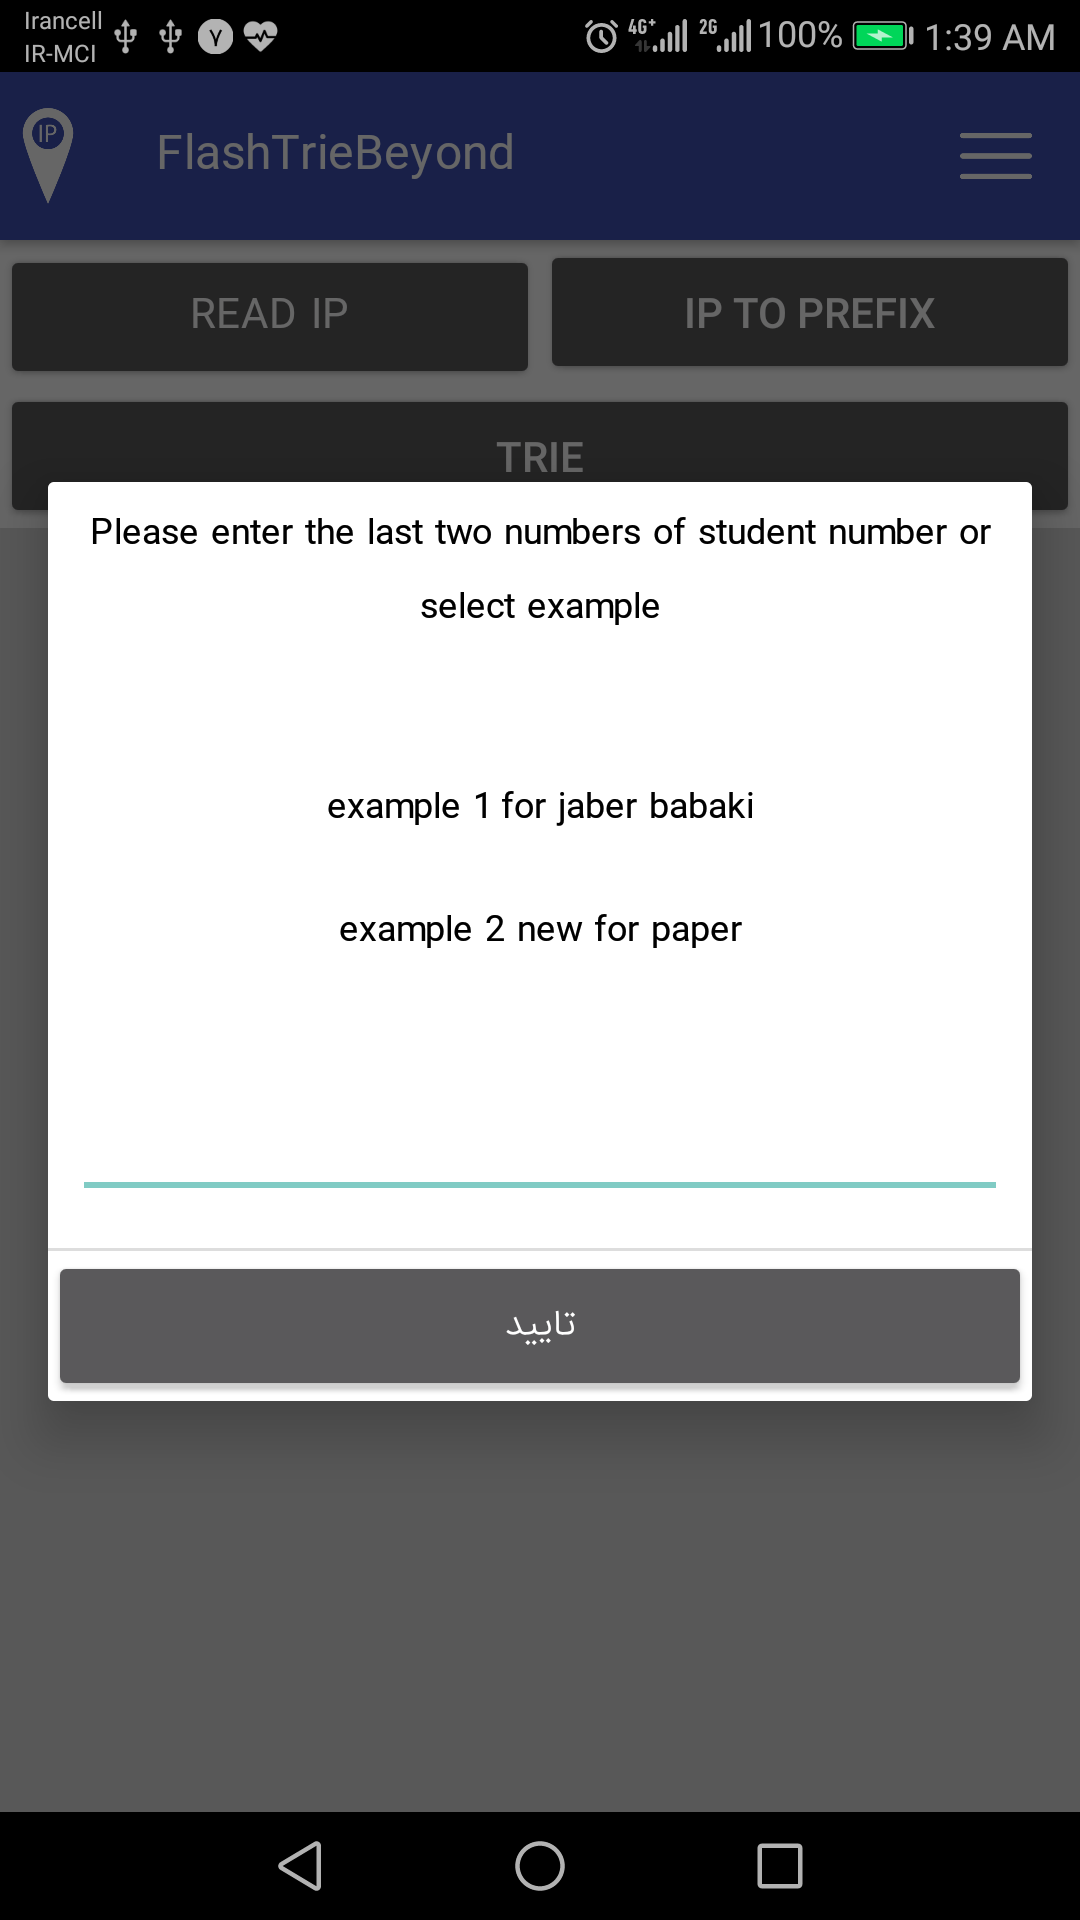 Irancell
IR-MCI
۷
4G+
2G
100%
1:39 AM
IP
FlashTrieBeyond
READ IP
IP TO PREFIX
TRIE
Please enter the last two numbers of student number or
select example
example 1 for jaber babaki
example 2 new for paper
تایید